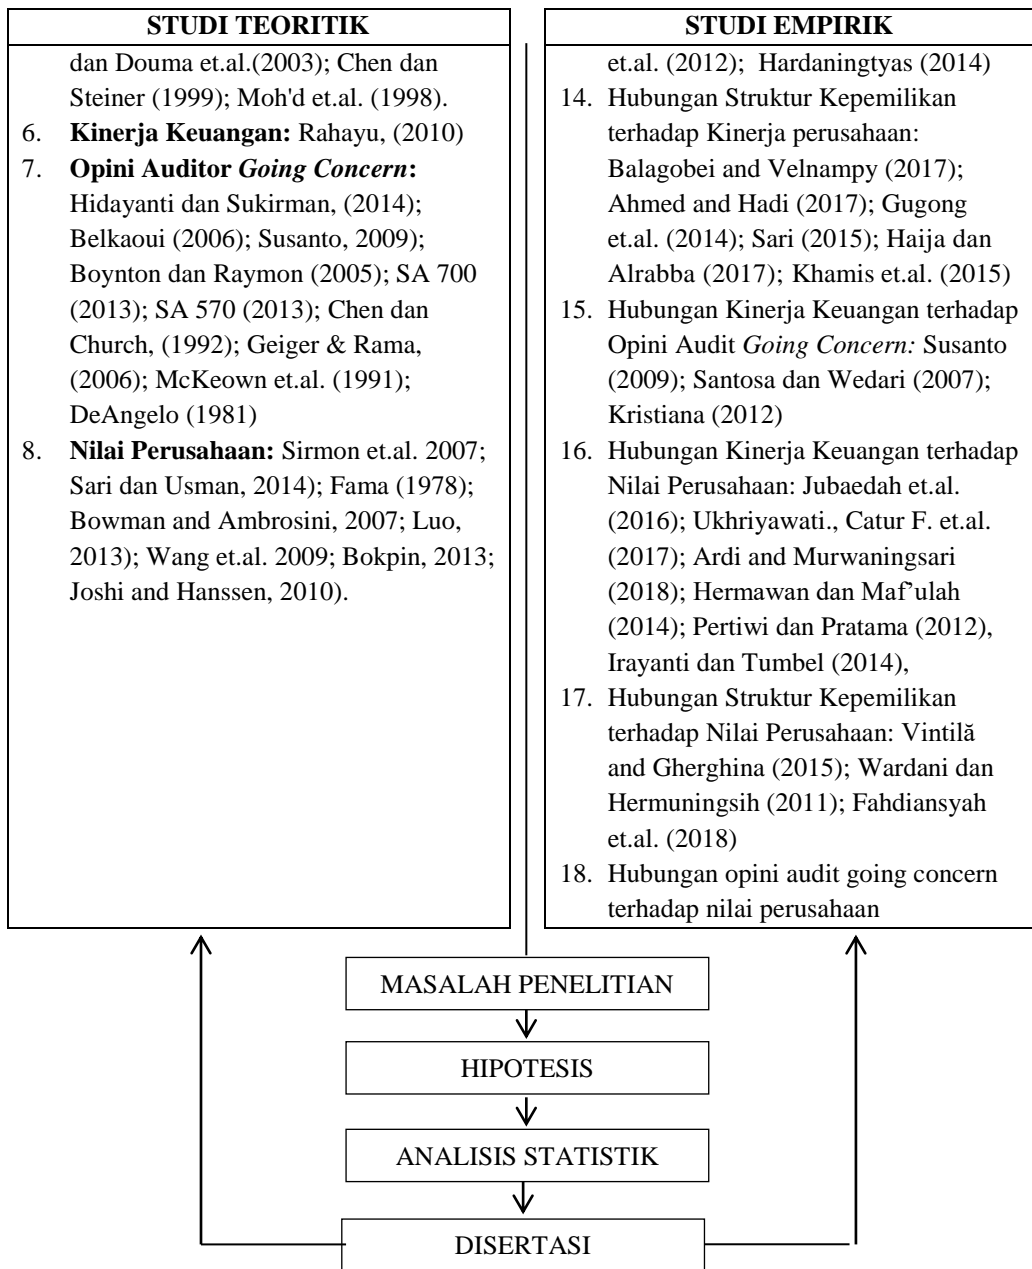 STUDI TEORITIK
dan Douma et.al.(2003); Chen dan
Steiner (1999); Moh'd et.al. (1998).
6. Kinerja Keuangan: Rahayu, (2010)
7. Opini Auditor Going Concern:
Hidayanti dan Sukirman, (2014);
Belkaoui (2006); Susanto, 2009);
Boynton dan Raymon (2005); SA 700
(2013); SA 570 (2013); Chen dan
Church, (1992); Geiger & Rama,
(2006); McKeown et.al. (1991);
DeAngelo (1981)
8. Nilai Perusahaan: Sirmon et.al. 2007;
Sari dan Usman, 2014); Fama (1978);
Bowman and Ambrosini, 2007; Luo,
2013); Wang et.al. 2009; Bokpin, 2013;
Joshi and Hanssen, 2010).
STUDI EMPIRIK
et.al. (2012); Hardaningtyas (2014)
14. Hubungan Struktur Kepemilikan
terhadap Kinerja perusahaan:
Balagobei and Velnampy (2017);
Ahmed and Hadi (2017); Gugong
et.al. (2014); Sari (2015); Haija dan
Alrabba (2017); Khamis et.al. (2015)
15. Hubungan Kinerja Keuangan terhadap
Opini Audit Going Concern: Susanto
(2009); Santosa dan Wedari (2007);
Kristiana (2012)
16. Hubungan Kinerja Keuangan terhadap
Nilai Perusahaan: Jubaedah et.al.
(2016); Ukhriyawati., Catur F. et.al.
(2017); Ardi and Murwaningsari
(2018); Hermawan dan Maf'ulah
(2014); Pertiwi dan Pratama (2012),
Irayanti dan Tumbel (2014),
17. Hubungan Struktur Kepemilikan
terhadap Nilai Perusahaan: Vintilă
and Gherghina (2015); Wardani dan
Hermuningsih (2011); Fahdiansyah
et.al. (2018)
18. Hubungan opini audit going concern
terhadap nilai perusahaan
MASALAH PENELITIAN
HIPOTESIS
ANALISIS STATISTIK
DISERTASI